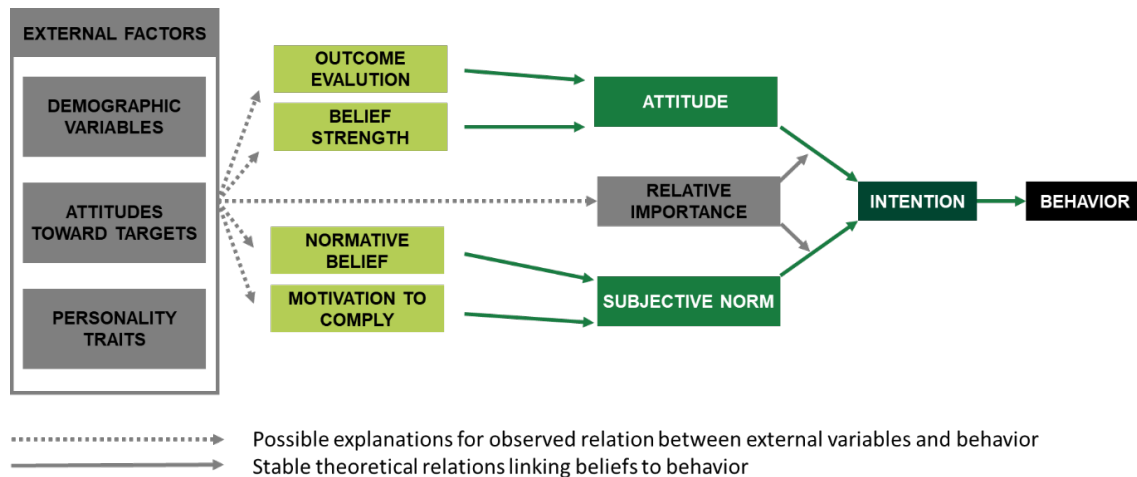 EXTERNAL FACTORS
DEMOGRAPHIC
VARIABLES
ATTITUDES
TOWARD TARGETS
PERSONALITY
TRAITS
OUTCOME
EVALUTION
BELIEF
STRENGTH
NORMATIVE
BELIEF
MOTIVATION TO
COMPLY
ATTITUDE
RELATIVE
IMPORTANCE
SUBJECTIVE NORM
INTENTION
BEHAVIOR
Possible explanations for observed relation between external variables and behavior
Stable theoretical relations linking beliefs to behavior